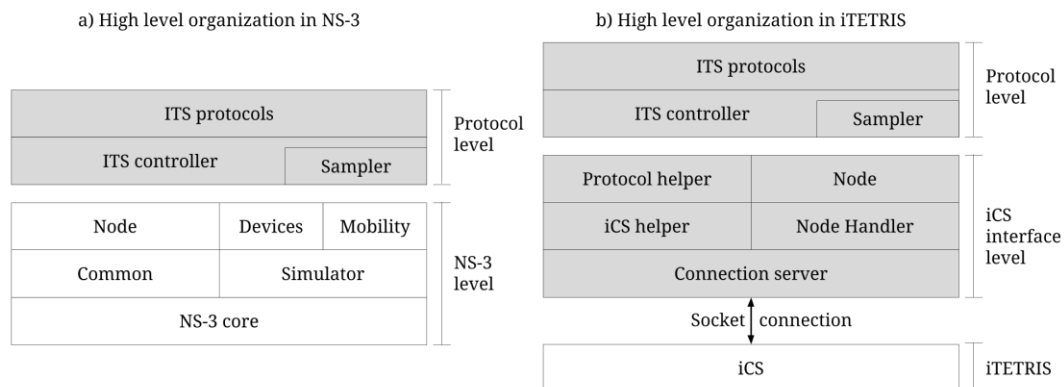 a) High level organization in NS-3
ITS protocols
ITS controller
Sampler
Protocol
level
Node
Devices
Mobility
Common
Simulator
NS-3 core
NS-3
level
b) High level organization in iTETRIS
ITS protocols
ITS controller
Sampler
Protocol
level
Protocol helper
Node
iCS helper
Node Handler
Connection server
iCS
interface
level
Socket connection
iCS
iTETRIS